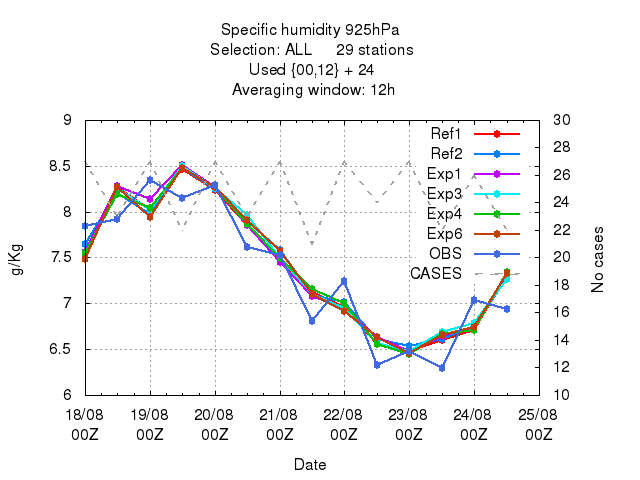 Specific humidity 925hPa
Selection: ALL 29 stations
Used {00,12} + 24
Averaging window: 12h
9
8.5
8
7.5
7
6.5
6
g/Kg
30
28
26
24
22
20
18
16
14
12
10
No cases
Ref1
Ref2
Exp1
Exp3
Exp4
Exp6
OBS
CASES
18/08 19/08 20/08 21/08 22/08 23/08 24/08 25/08
00Z 00Z 00Z 00Z 00Z 00Z 00Z 00Z
Date